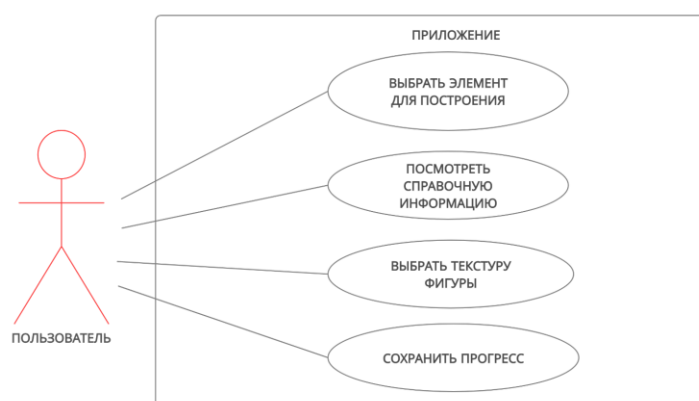 ПРИЛОЖЕНИЕ
ВЫБРАТЬ ЭЛЕМЕНТ
ДЛЯ ПОСТРОЕНИЯ
ПОСМОТРЕТЬ
СПРАВОЧНУЮ
ИНФОРМАЦИЮ
ВЫБРАТЬ ТЕКСТУРУ
ФИГУРЫ
ПОЛЬЗОВАТЕЛЬ
СОХРАНИТЬ ПРОГРЕСС